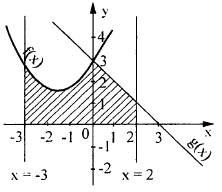 y
f(x)
4
3
2
1
-3 -2 -1 0 1 2 3 x
-1
-2
g(x)
x = -3 x = 2